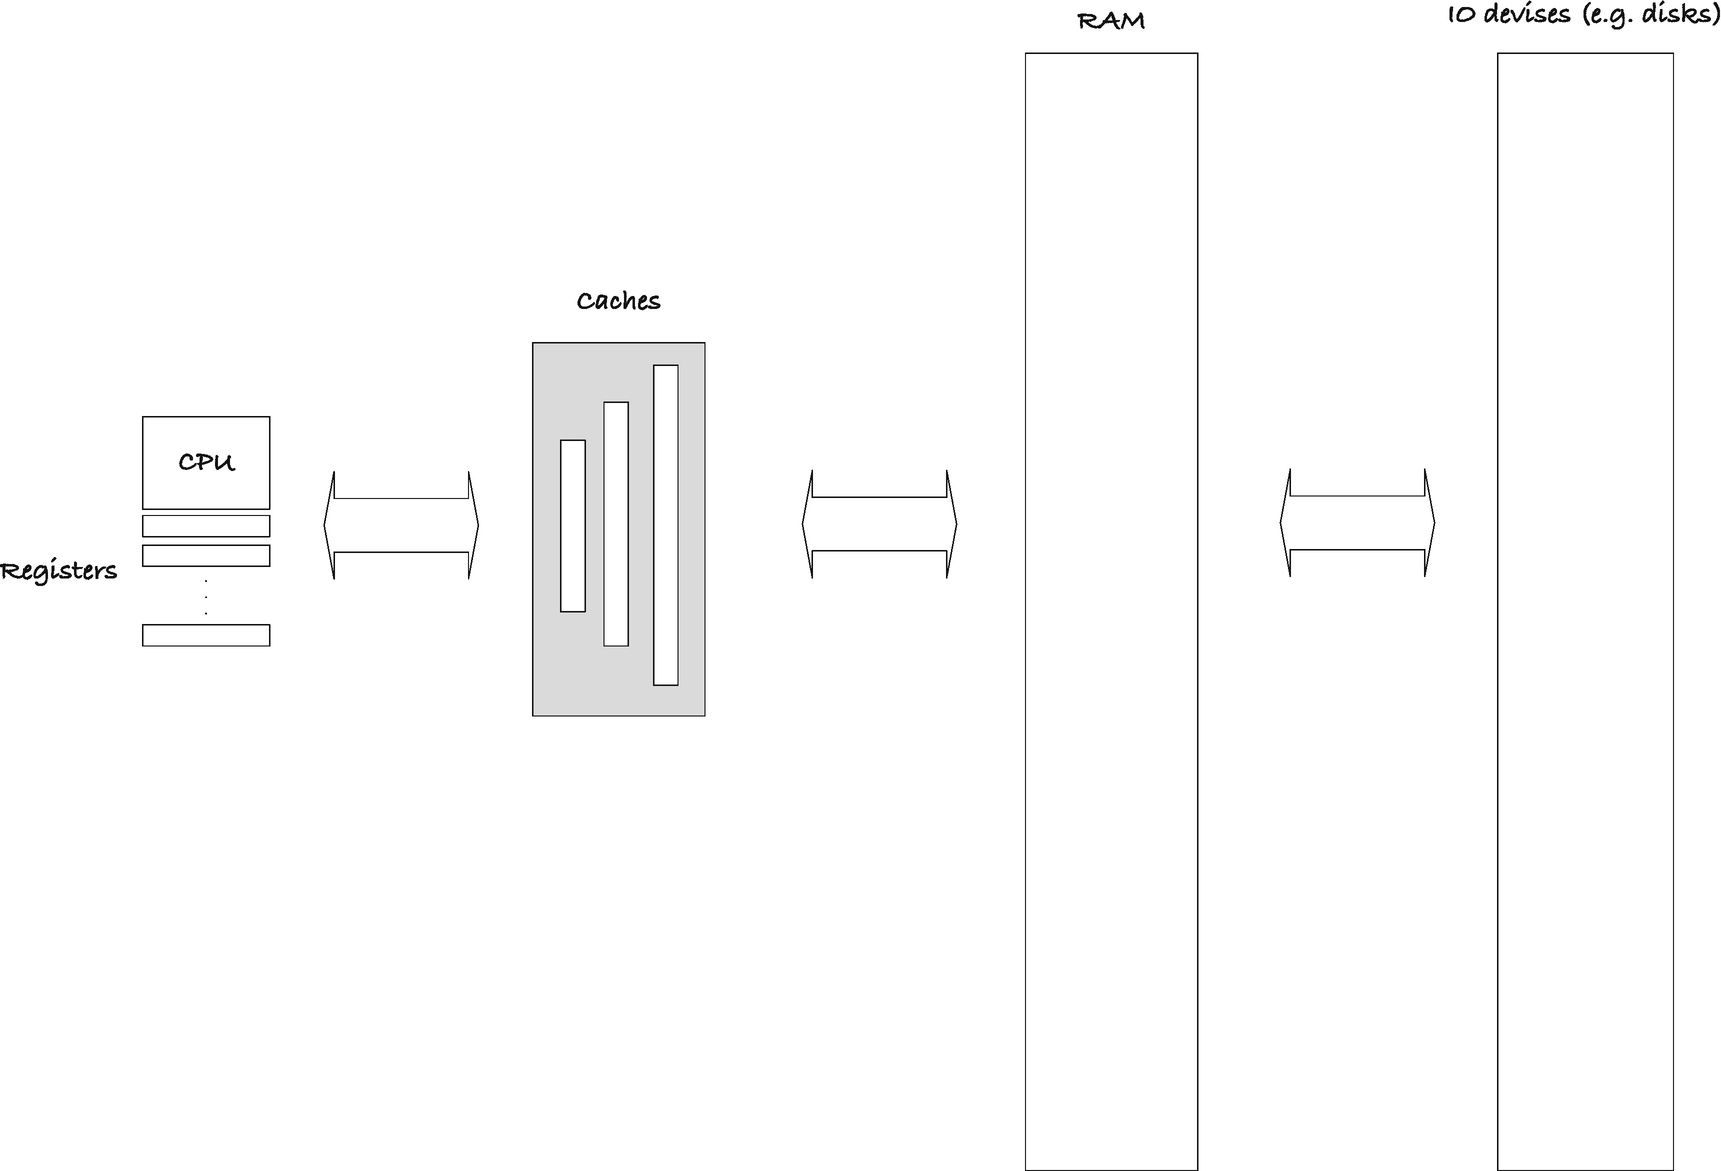 RAM
IO devises (e.g. disks)
Caches
CPU
Registers